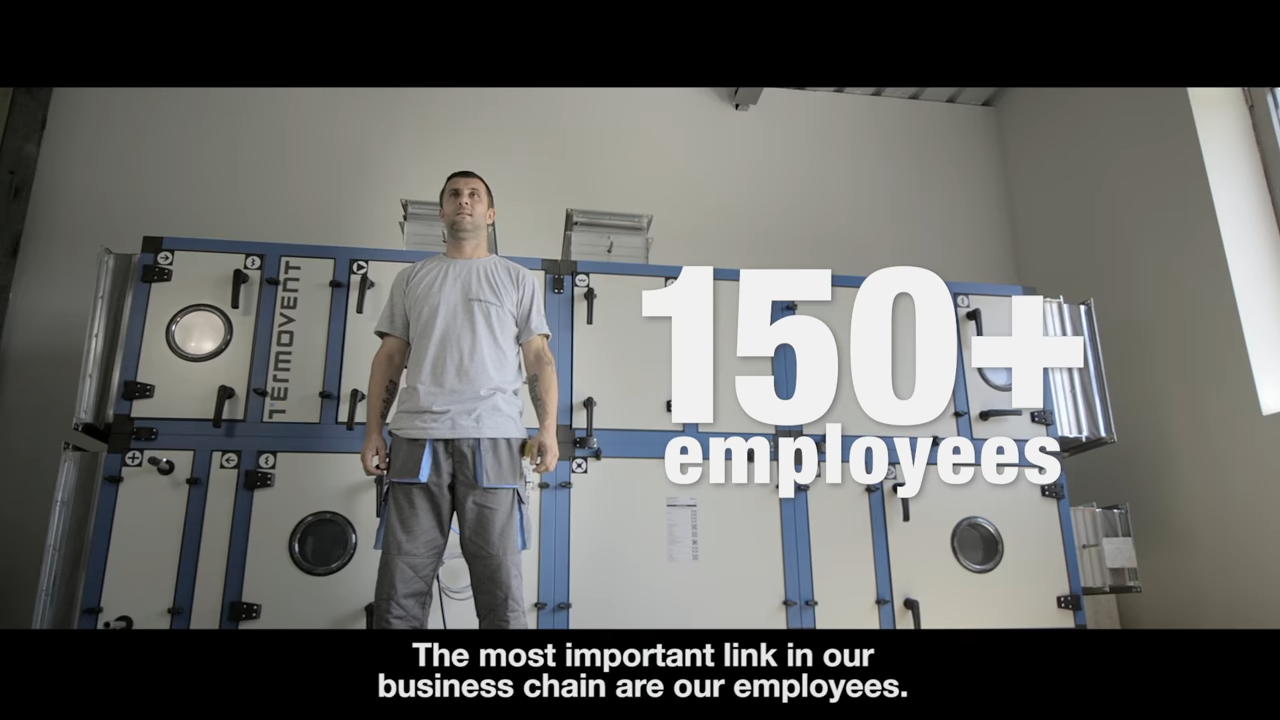 TERMOVENT
150+
employees
The most important link in our
business chain are our employees.